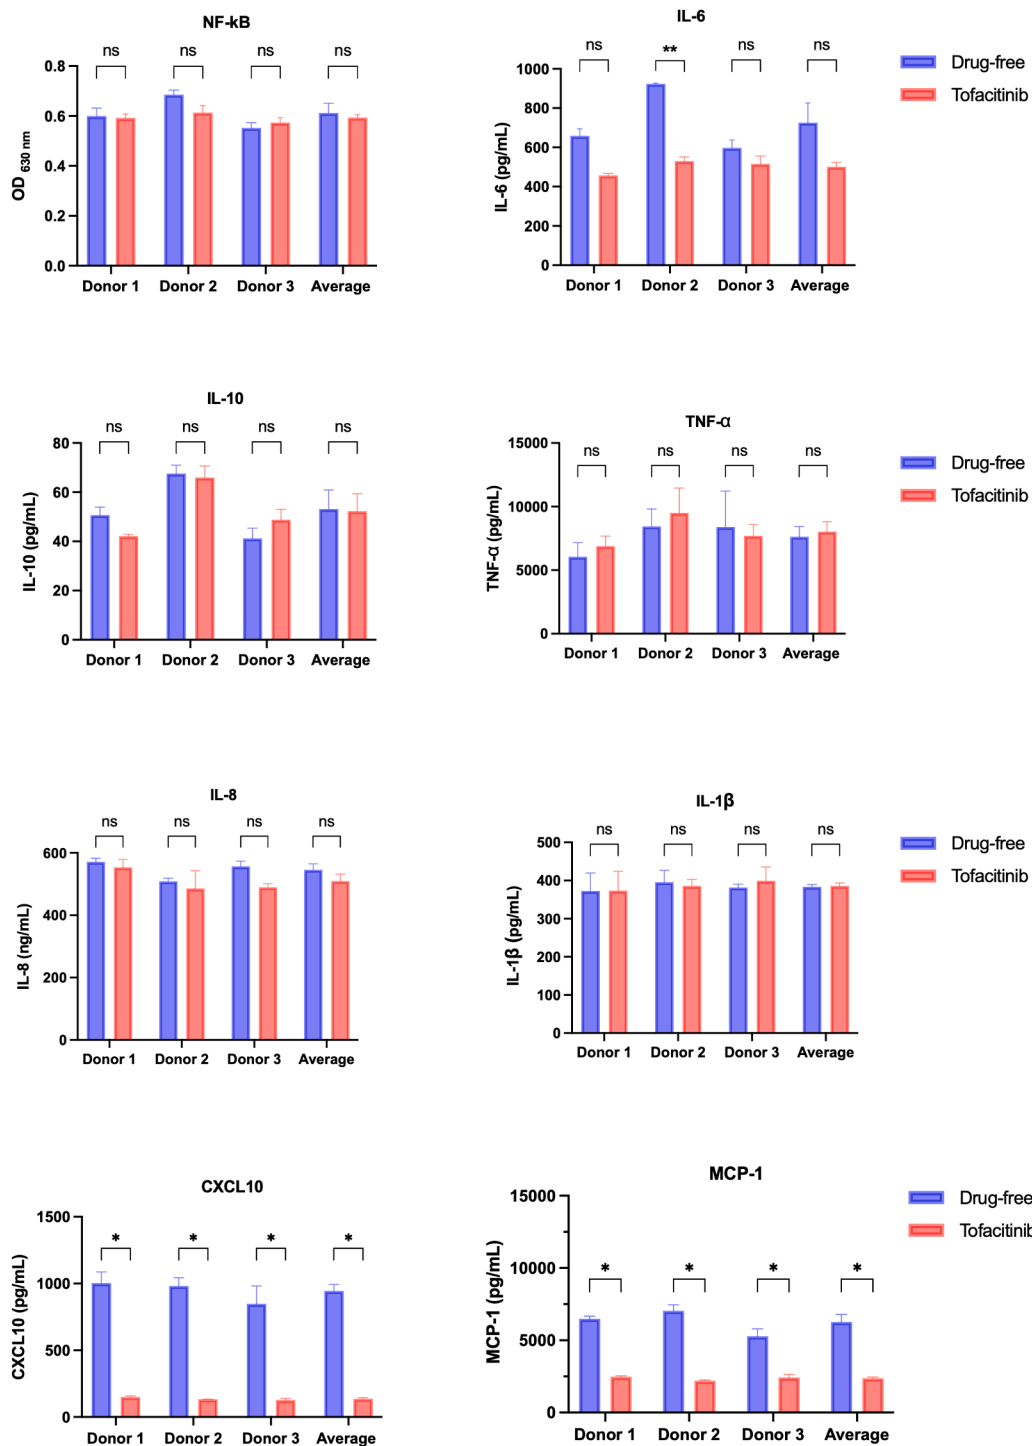 NF-kB
ns ns ns ns
0.8
0.6
0.4
0.2
0.0
OD 630 nm
Donor 1 Donor 2 Donor 3 Average
IL-6
ns ** ns ns
1000
800
600
400
200
0
IL-6 (pg/mL)
Donor 1 Donor 2 Donor 3 Average
Drug-free
Tofacitinib
IL-10
ns ns ns ns
80
60
40
20
0
IL-10 (pg/mL)
Donor 1 Donor 2 Donor 3 Average
TNF-α
ns ns ns ns
15000
10000
5000
0
TNF-α (pg/mL)
Donor 1 Donor 2 Donor 3 Average
Drug-free
Tofacitinib
IL-8
ns ns ns ns
600
400
200
0
IL-8 (ng/mL)
Donor 1 Donor 2 Donor 3 Average
IL-1β
ns ns ns ns
500
400
300
200
100
0
IL-1β (pg/mL)
Donor 1 Donor 2 Donor 3 Average
Drug-free
Tofacitinib
CXCL10
* * * *
1500
1000
500
0
CXCL10 (pg/mL)
Donor 1 Donor 2 Donor 3 Average
MCP-1
* * * *
15000
10000
5000
0
MCP-1 (pg/mL)
Donor 1 Donor 2 Donor 3 Average
Drug-free
Tofacitinib